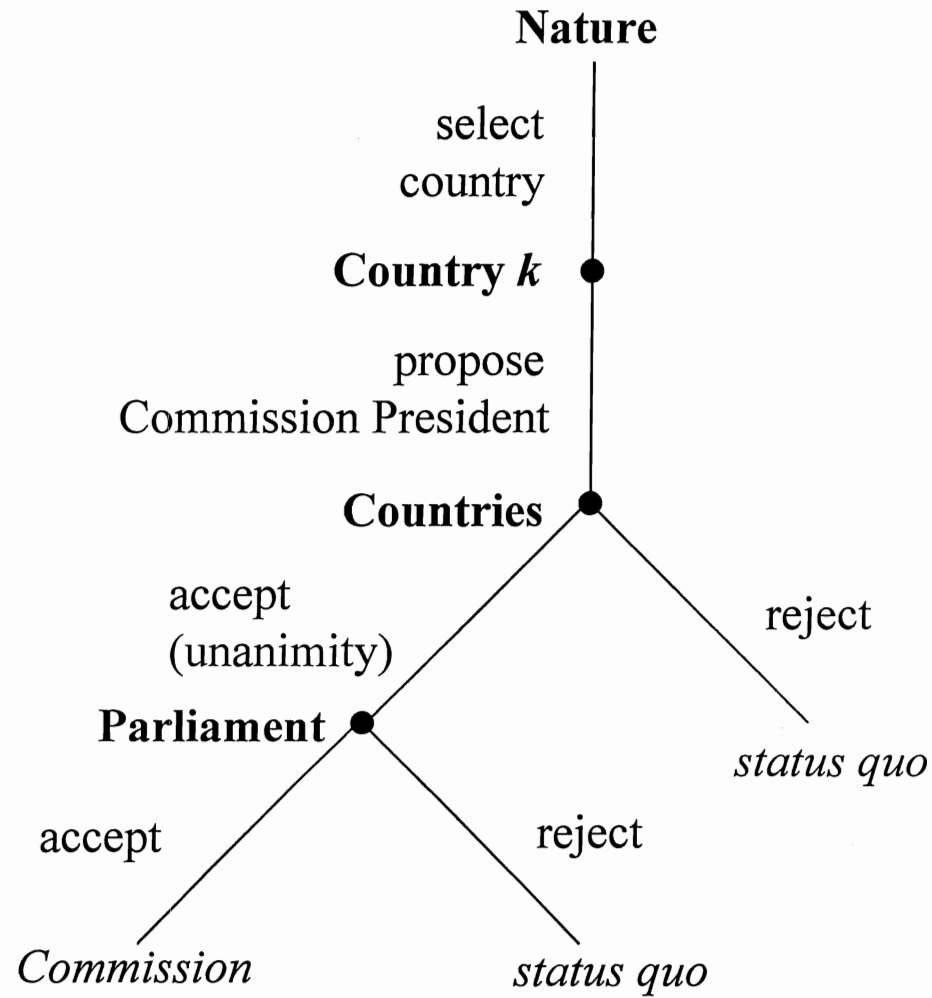 Nature
select
country
Country k
propose
Commission President
Countries
accept
(unanimity)
reject
Parliament
status quo
accept
reject
Commission
status quo